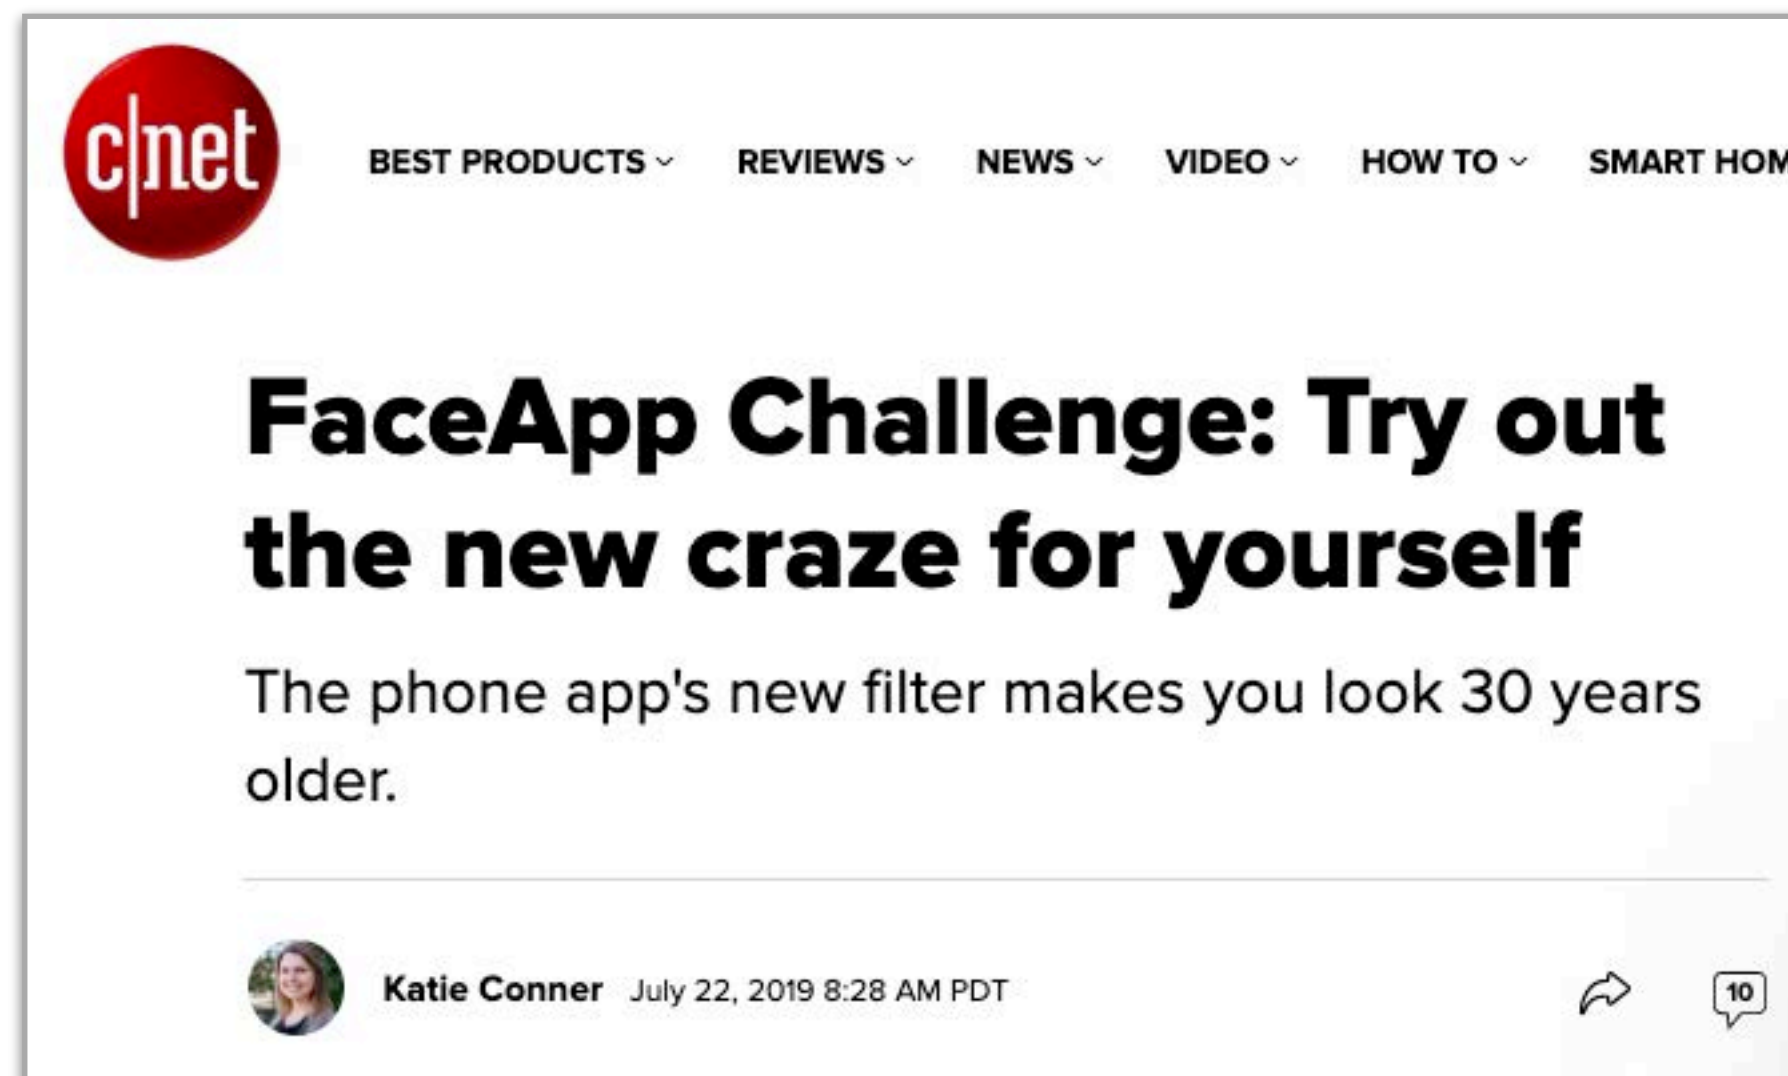 c|net
BEST PRODUCTS REVIEWS NEWS VIDEO HOW TO SMART HOM
FaceApp Challenge: Try out
the new craze for yourself
The phone app's new filter makes you look 30 years
older.
Katie Conner July 22, 2019 8:28 AM PDT 10